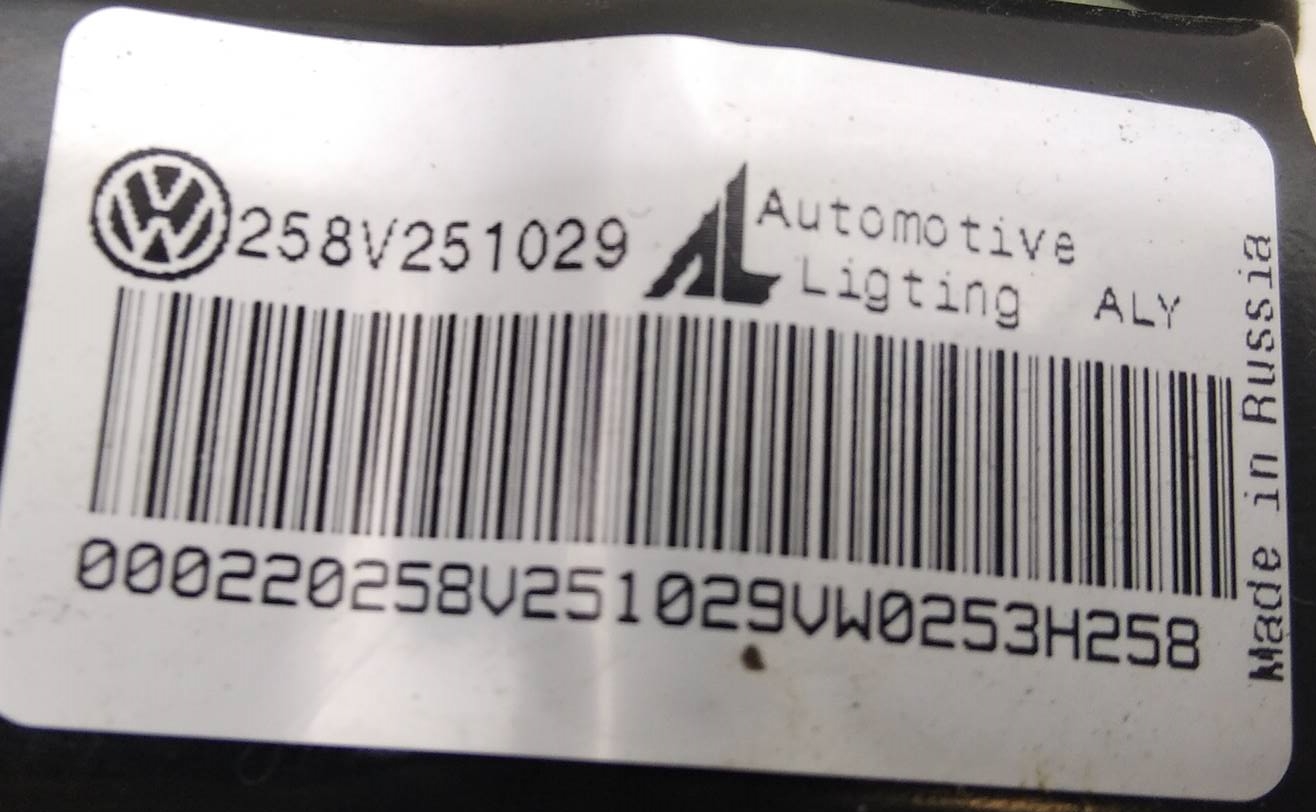 258V251029
Automotive
Ligting ALY
000220258V251029VW0253H258
Made in Russia